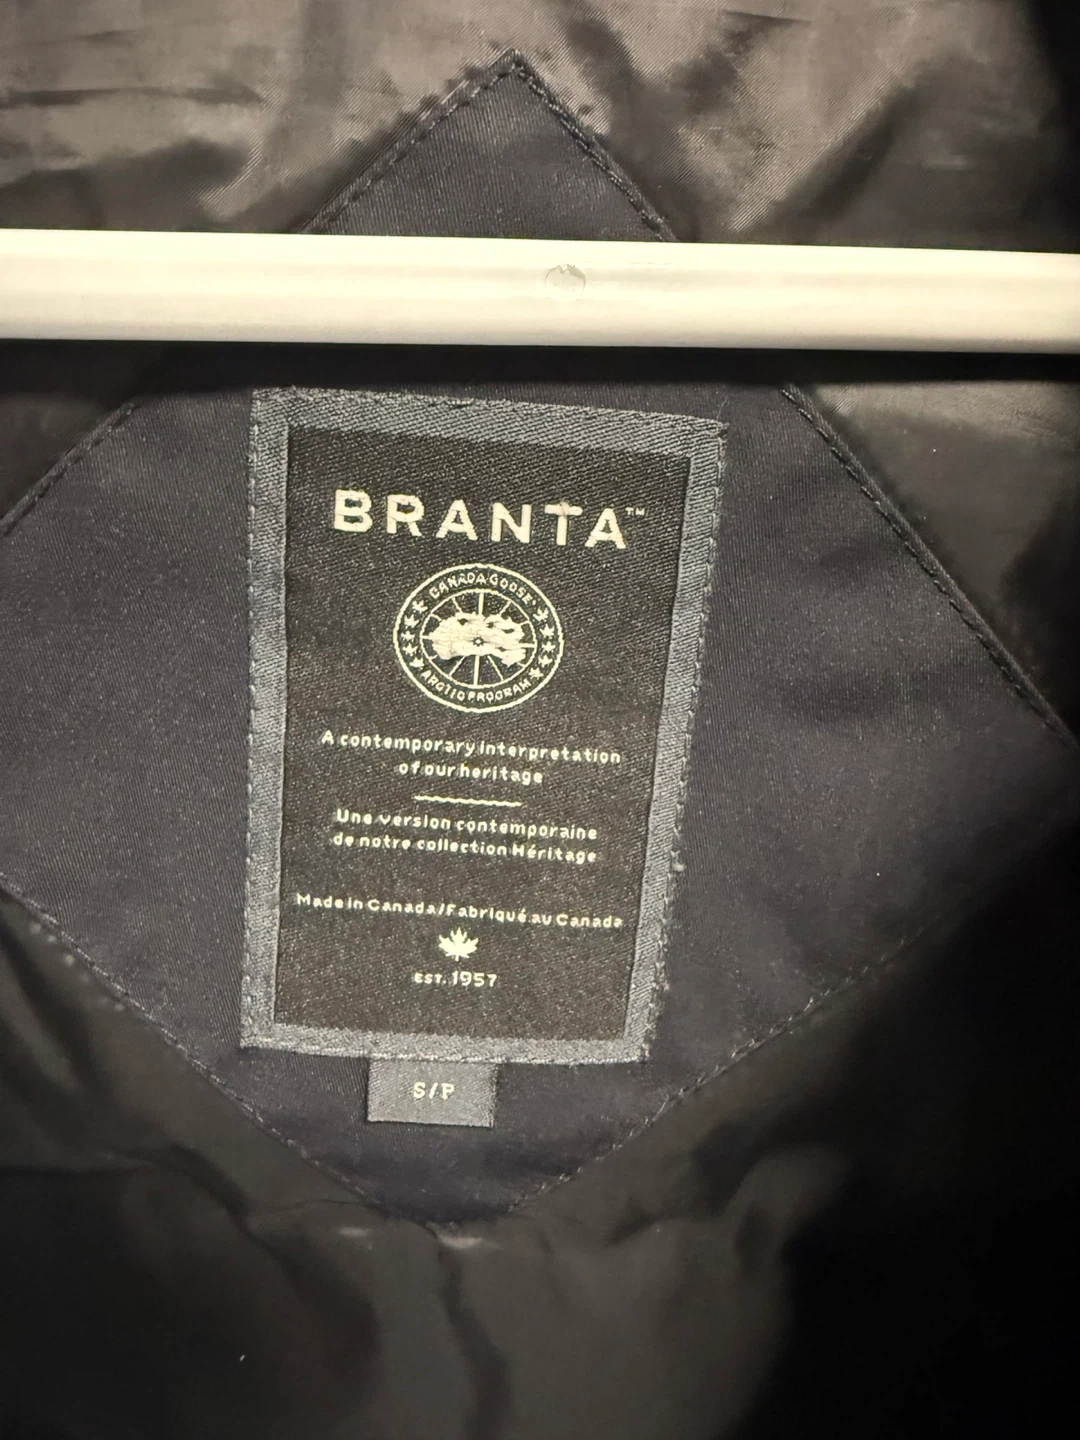 BRANTA™
CANADA GOOSE
ARCTIC PROGRAM
A contemporary interpretation
of our heritage
Une version contemporaine
de notre collection Héritage
Made in Canada/Fabriqué au Canada
EST. 1957
S/P